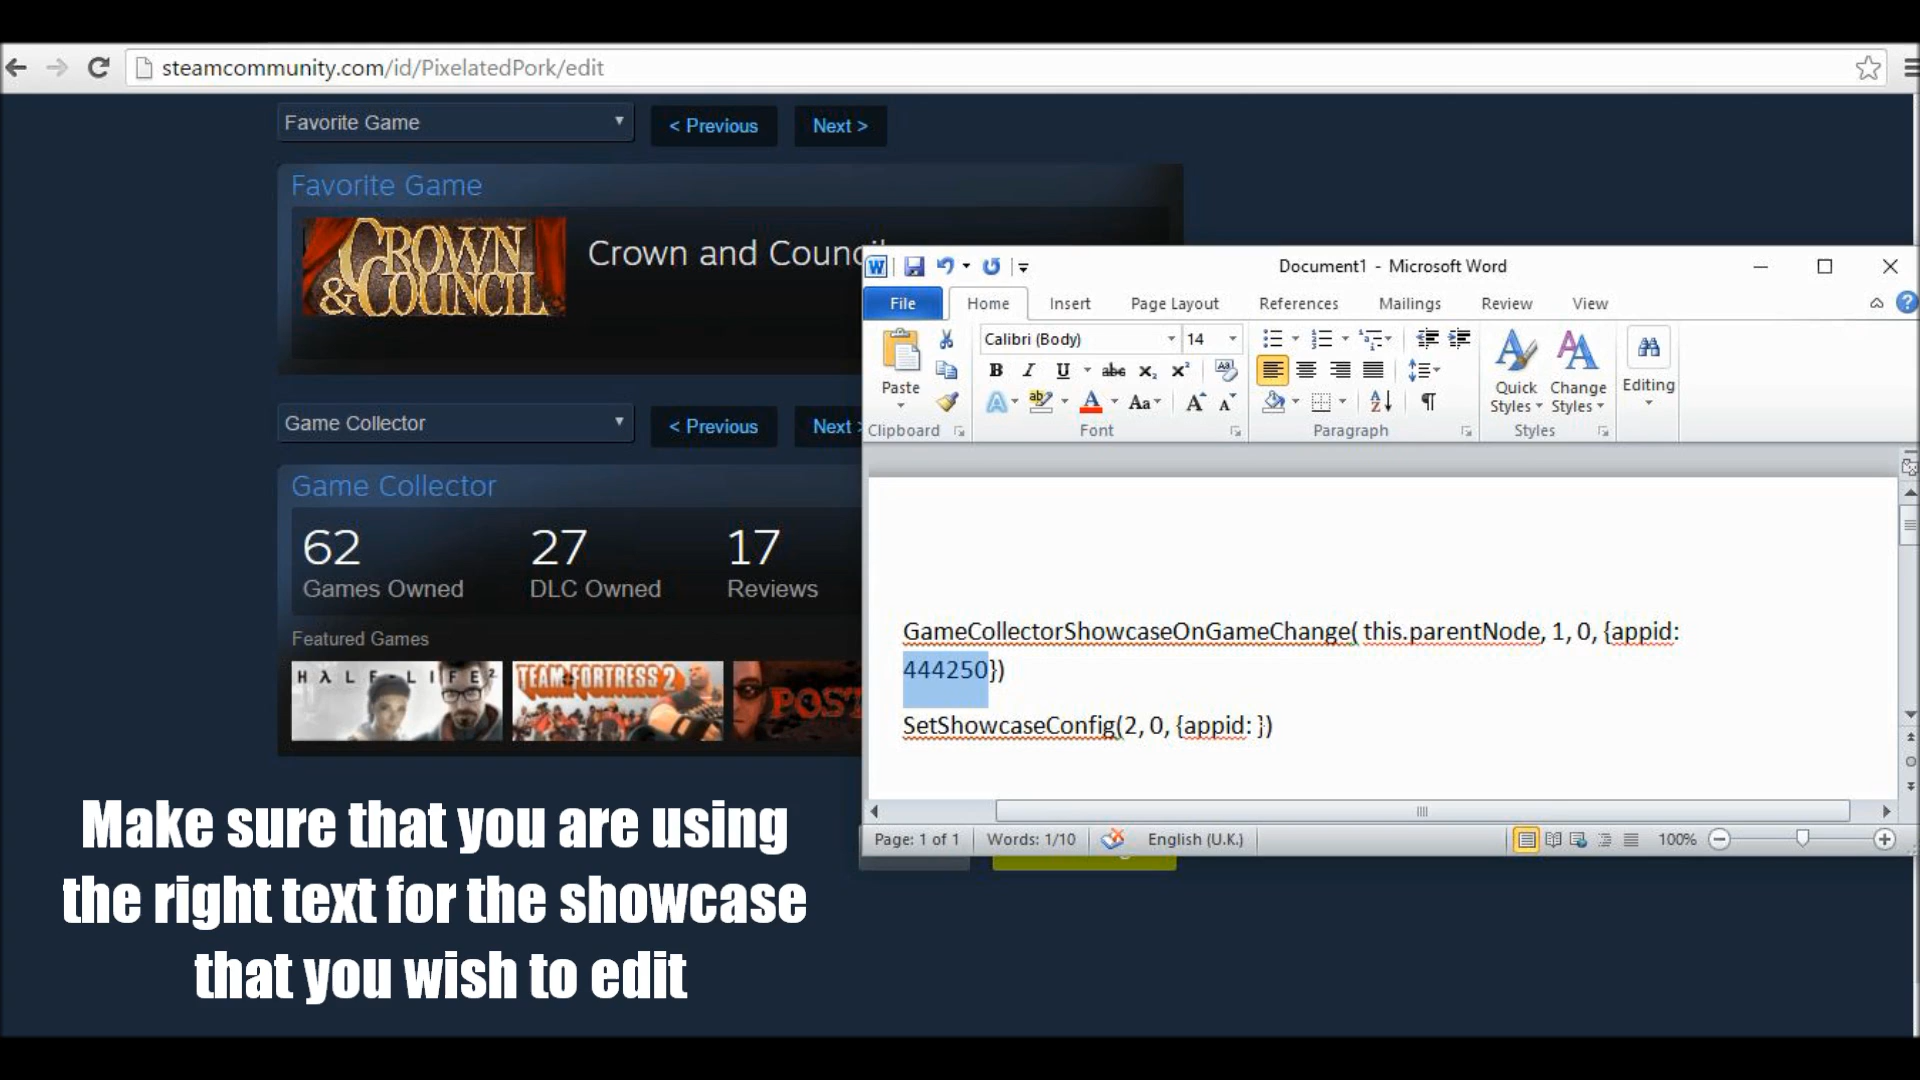 steamcommunity.com/id/PixelatedPork/edit
Favorite Game
< Previous
Next >
Favorite Game
CROWN
& COUNCIL
Crown and Council
Game Collector
< Previous
Next >
Game Collector
62
Games Owned
27
DLC Owned
17
Reviews
Featured Games
HALF-LIFE²
TEAM FORTRESS 2
POST
Document1 - Microsoft Word
File Home Insert Page Layout References Mailings Review View
Calibri (Body) 14
Paste
Quick Styles
Change Styles
Editing
Clipboard Font Paragraph Styles
GameCollectorShowcaseOnGameChange( this.parentNode, 1, 0, {appid:
444250})
SetShowcaseConfig(2, 0, {appid: })
Page: 1 of 1 Words: 1/10 English (U.K.) 100%
Make sure that you are using
the right text for the showcase
that you wish to edit